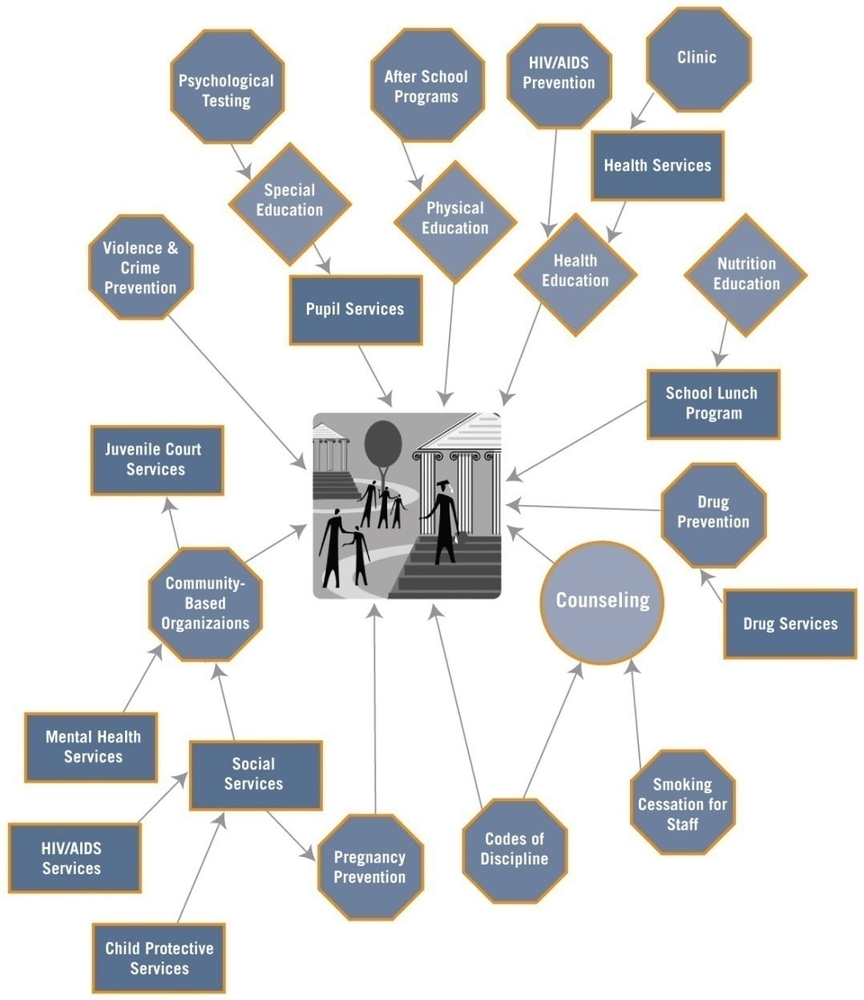 Psychological
Testing
After School
Programs
HIV/AIDS
Prevention
Clinic
Health Services
Special
Education
Physical
Education
Violence &
Crime
Prevention
Health
Education
Nutrition
Education
Pupil Services
School Lunch
Program
Juvenile Court
Services
Drug
Prevention
Community-
Based
Organizaions
Counseling
Drug Services
Mental Health
Services
Social
Services
Smoking
Cessation for
Staff
HIV/AIDS
Services
Pregnancy
Prevention
Codes of
Discipline
Child Protective
Services